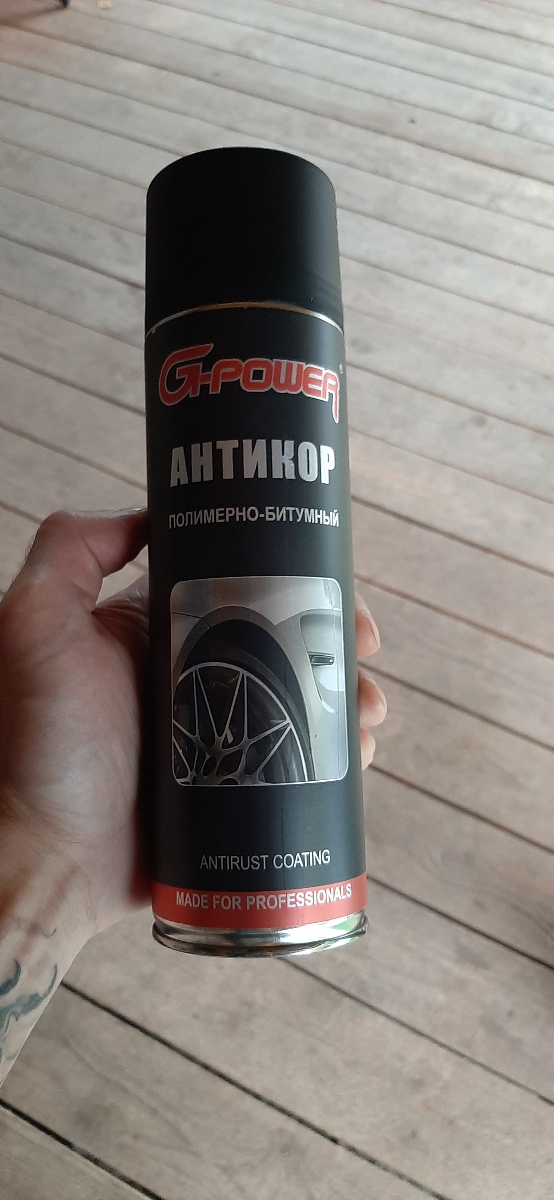 G-POWER®
АНТИКОР
ПОЛИМЕРНО-БИТУМНЫЙ
ANTIRUST COATING
MADE FOR PROFESSIONALS